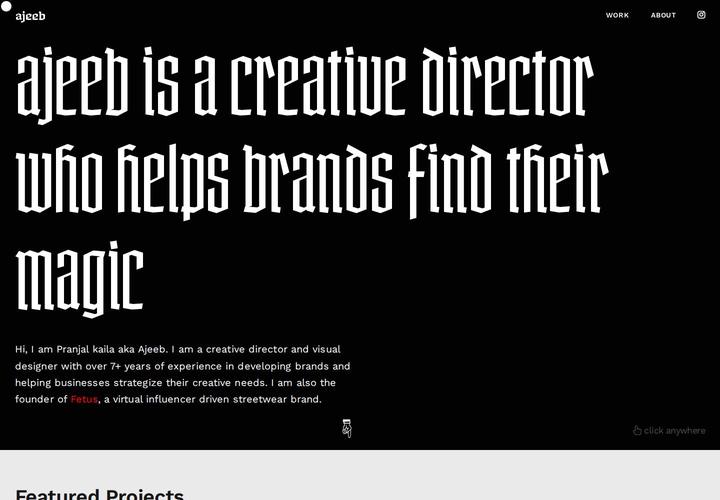 ajeeb
WORK
ABOUT
ajeeb is a creative director
who helps brands find their
magic
Hi, I am Pranjal kaila aka Ajeeb. I am a creative director and visual
designer with over 7+ years of experience in developing brands and
helping businesses strategize their creative needs. I am also the
founder of Fetus, a virtual influencer driven streetwear brand.
click anywhere
Featured Projects